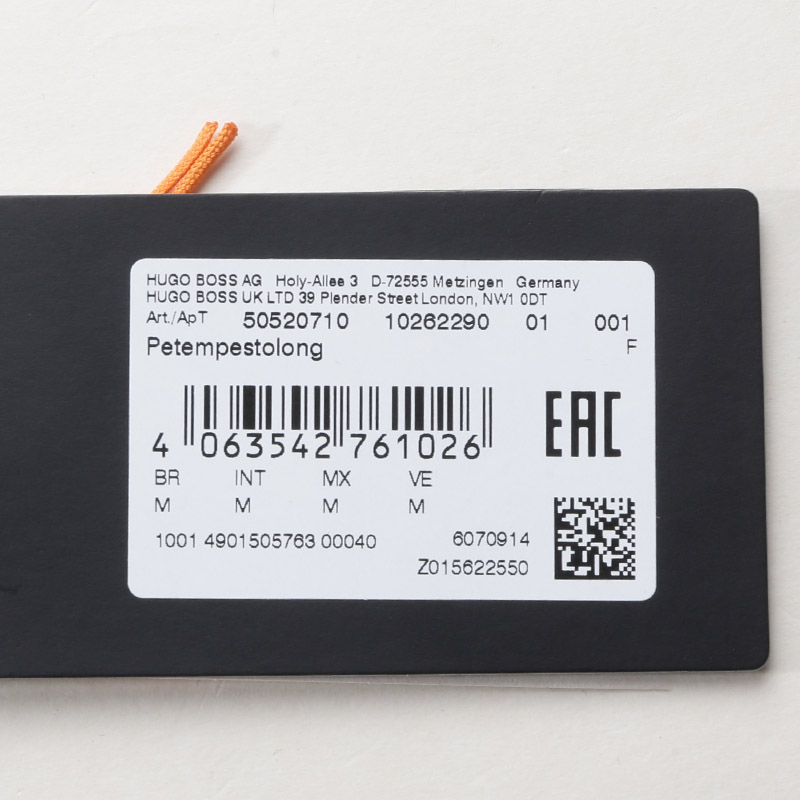 HUGO BOSS AG Holy-Allee 3 D-72555 Metzingen Germany
HUGO BOSS UK LTD 39 Plender Street London, NW1 0DT
Art./ApT 50520710 10262290 01 001
Petempestolong F
EAC
4 063542 761026
BR INT MX VE
M M M M
1001 4901505763 00040 6070914
Z015622550